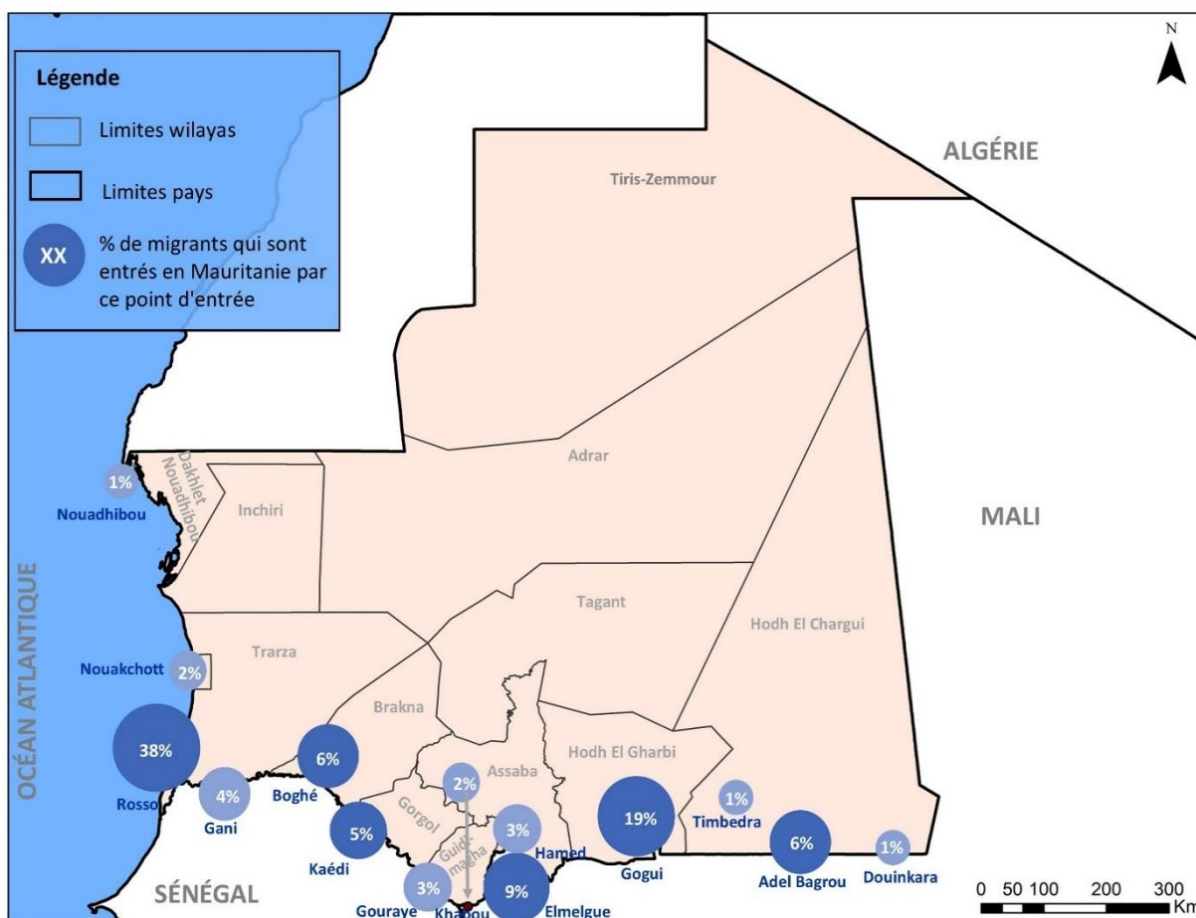 Légende
Limites wilayas
Limites pays
XX
% de migrants qui sont
entrés en Mauritanie par
ce point d'entrée
N
ALGÉRIE
Tiris-Zemmour
Adrar
MALI
OCÉAN ATLANTIQUE
1%
Nouadhibou
Dakhlet
Nouadhibou
Inchiri
Tagant
Hodh El Chargui
Nouakchott
2%
Trarza
Brakna
38%
Rosso
4%
Gani
6%
Boghé
Hodh El Gharbi
Assaba
2%
Gorgol
5%
Kaédi
Guidi-
magha
3%
Hamed
3%
Gouraye
Khabou
9%
Elmelgue
19%
Gogui
1%
Timbedra
6%
Adel Bagrou
1%
Douinkara
SÉNÉGAL
0 50 100 200 300
Km